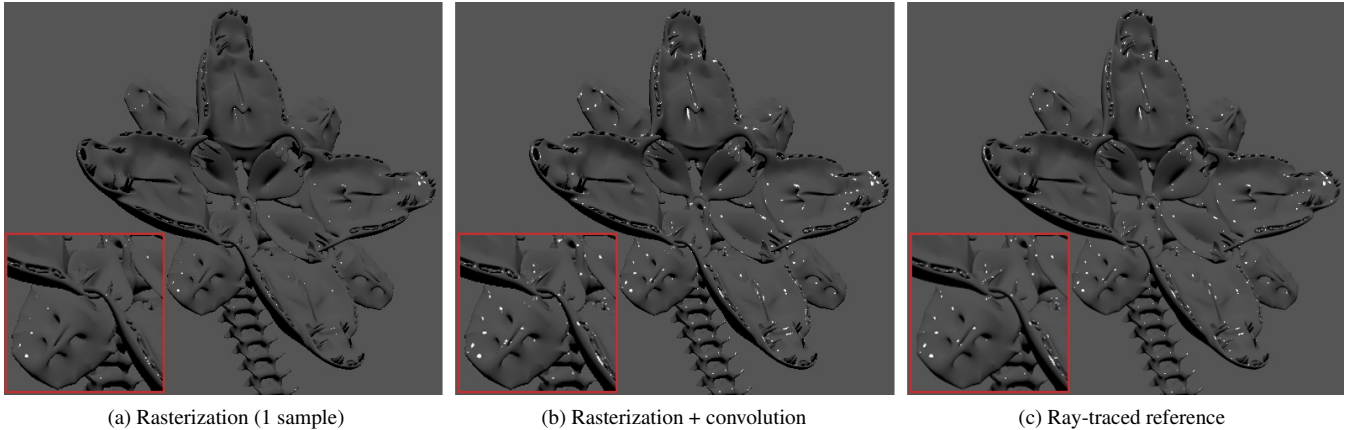 (a) Rasterization (1 sample)
(b) Rasterization + convolution
(c) Ray-traced reference